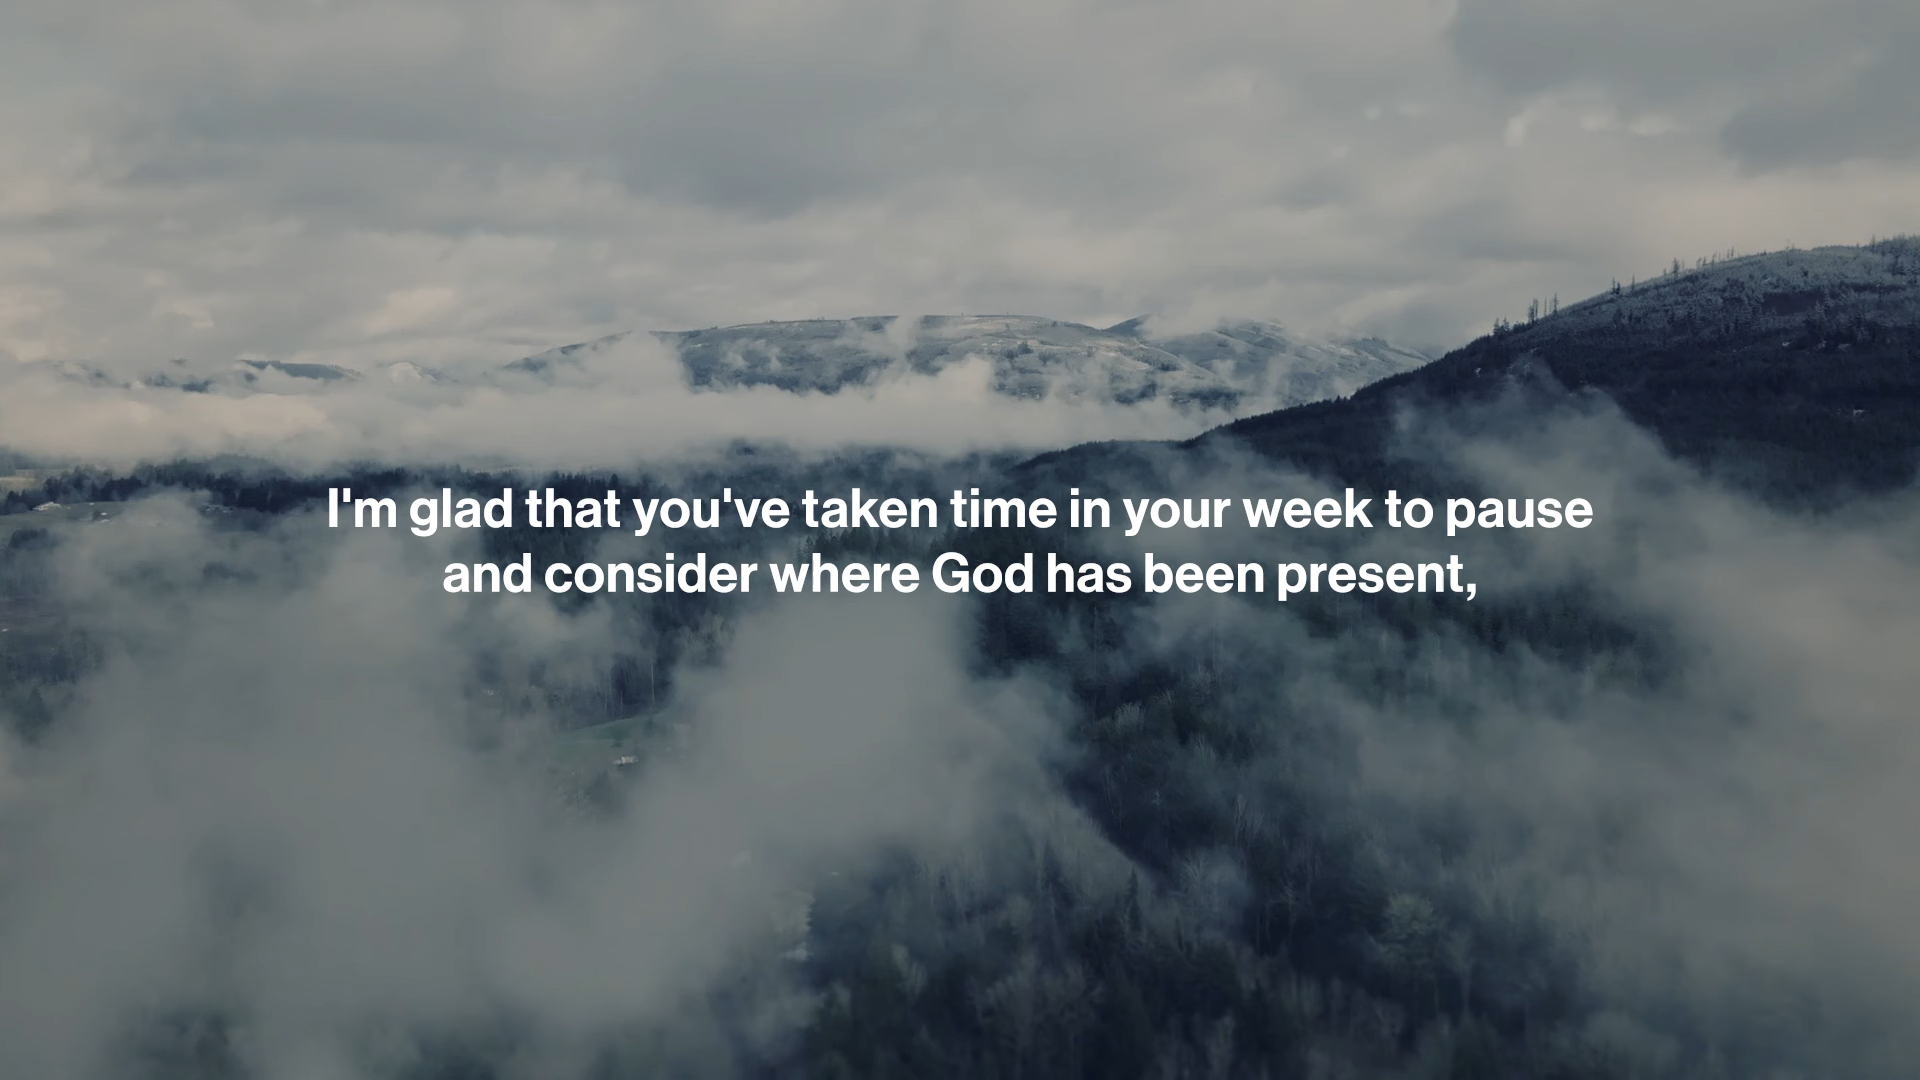 I'm glad that you've taken time in your week to pause
and consider where God has been present,